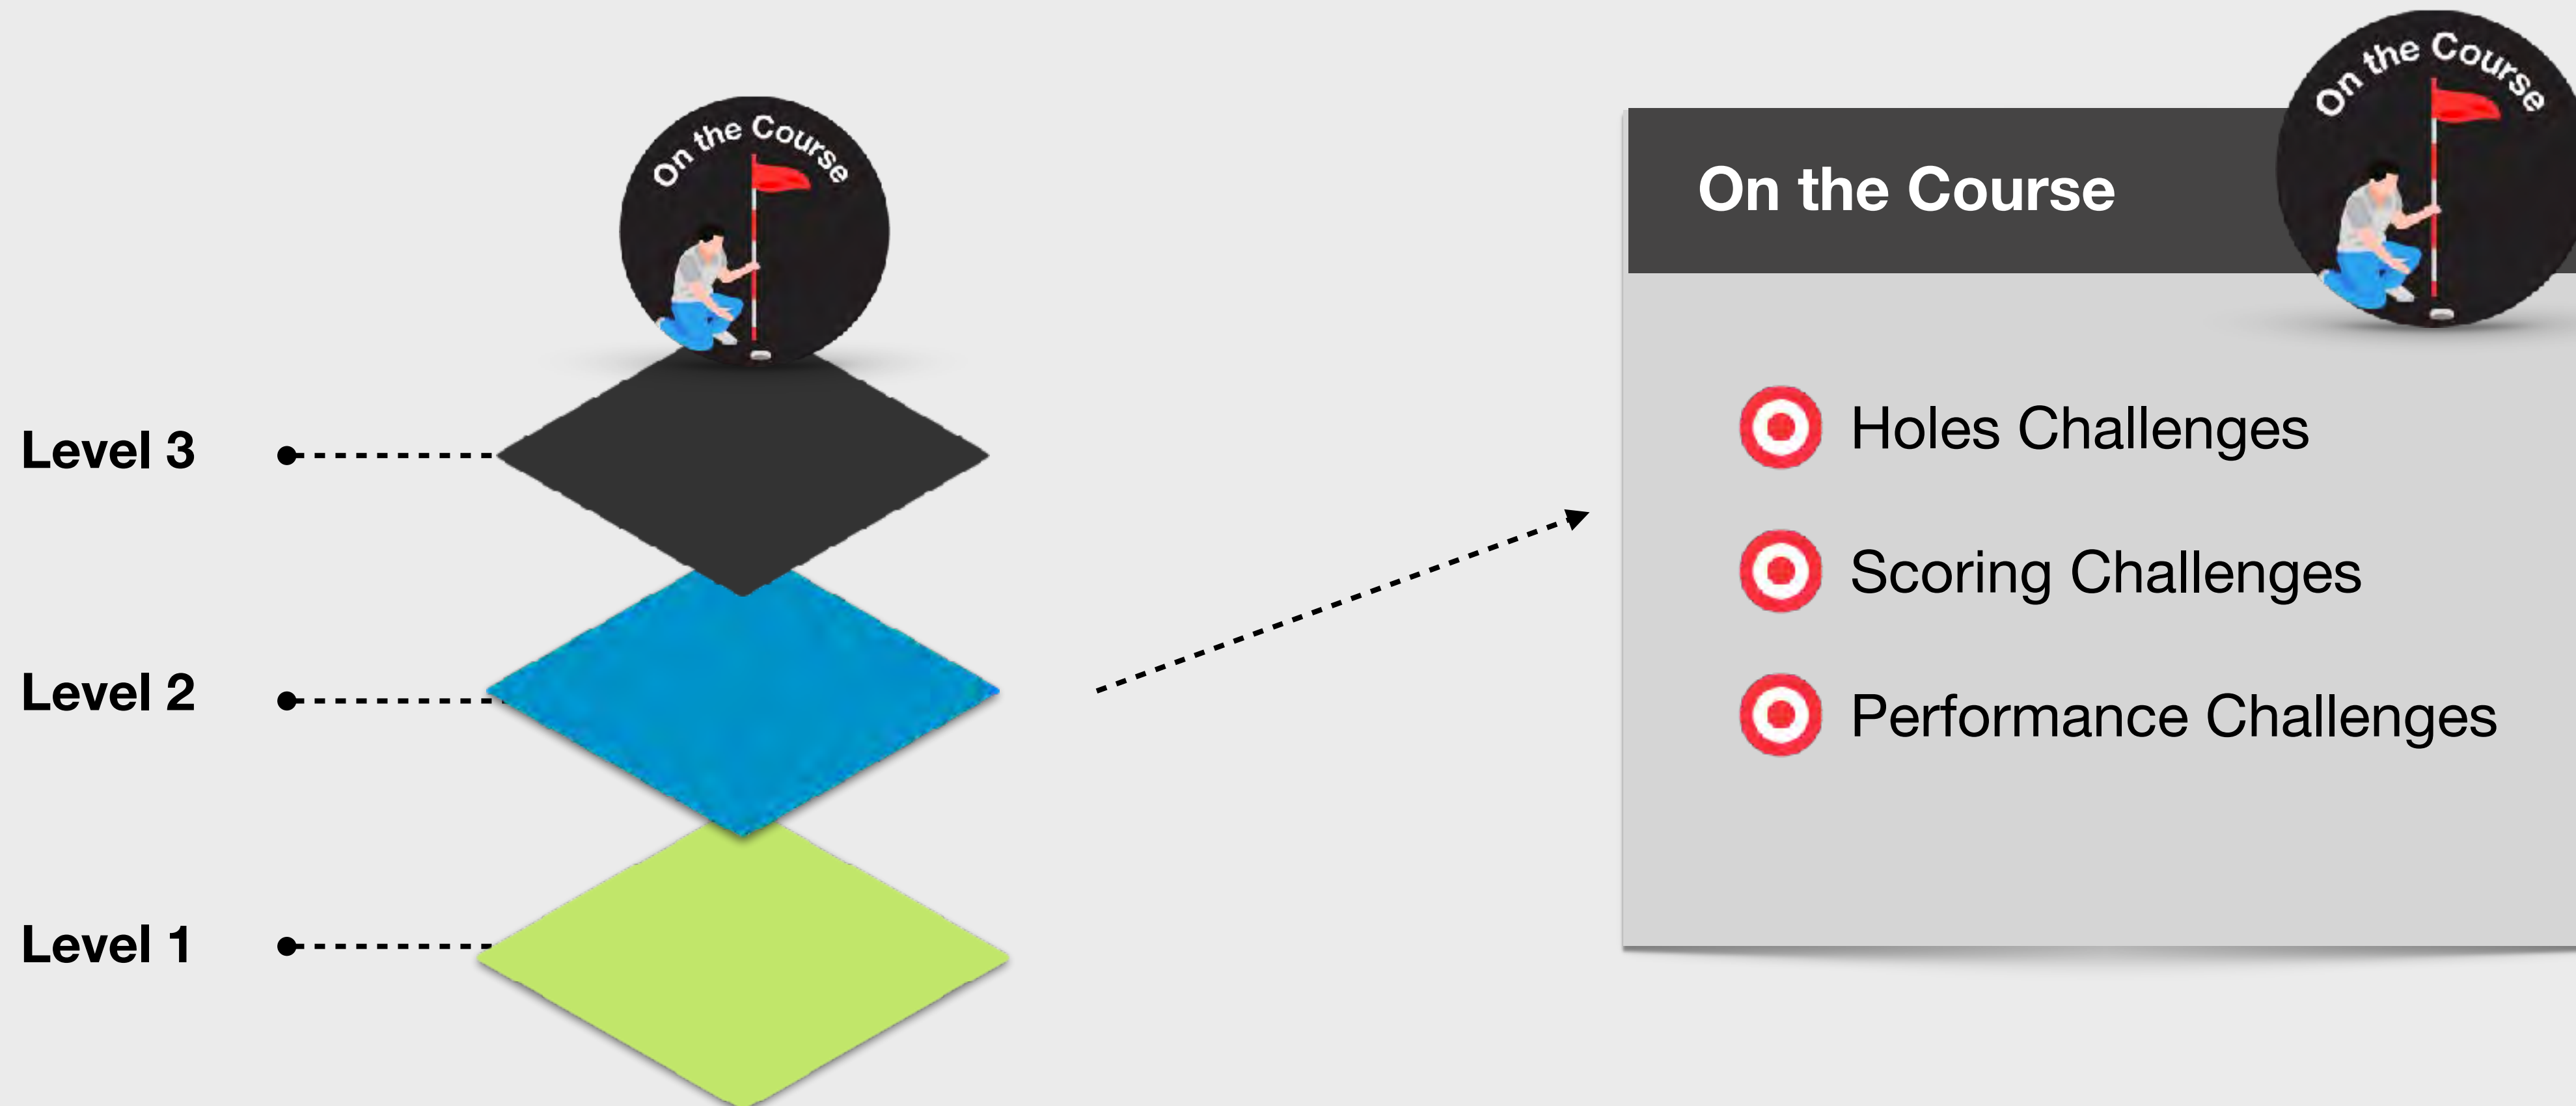 On the Course
Level 3
Level 2
Level 1
On the Course
On the Course
Holes Challenges
Scoring Challenges
Performance Challenges